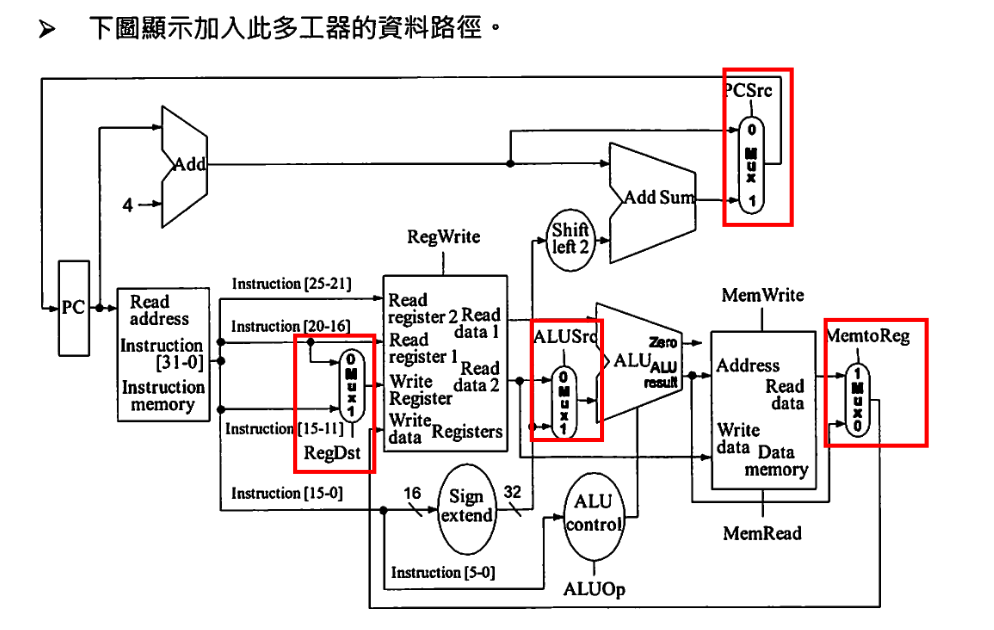 ➢ 下圖顯示加入此多工器的資料路徑。
PCSrc
0
Mux
1
Add
4
Add Sum
Shift
left 2
RegWrite
PC
Read
address
Instruction
[31-0]
Instruction
memory
Instruction [25-21]
Instruction [20-16]
Instruction [15-11]
Instruction [15-0]
Instruction [5-0]
0
Mux
1
RegDst
Read
register 2
Read
register 1
Write
Register
Write
data
Read
data 1
Read
data 2
Registers
ALUSrc
0
Mux
1
Zero
ALU
ALU
result
MemWrite
Address
Read
data
Write
data
Data
memory
MemRead
MemtoReg
1
Mux
0
16
Sign
extend
32
ALU
control
ALUOp